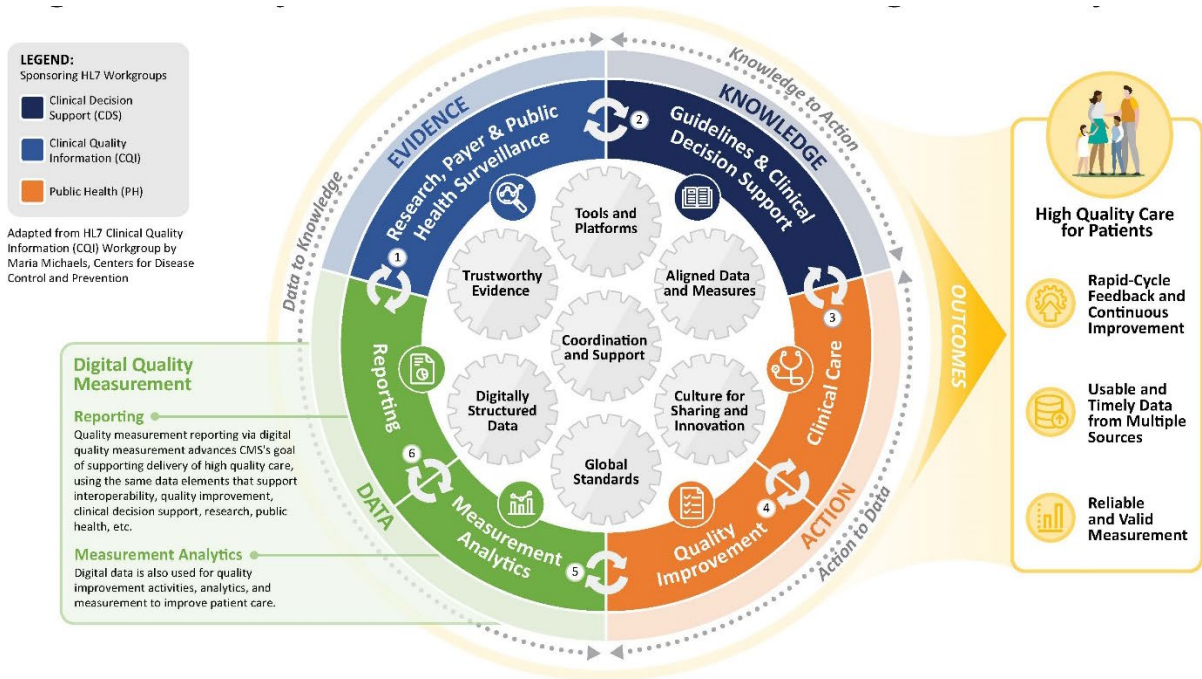 LEGEND:
Sponsoring HL7 Workgroups
Clinical Decision
Support (CDS)
Clinical Quality
Information (CQI)
Public Health (PH)
Adapted from HL7 Clinical Quality
Information (CQI) Workgroup by
Maria Michaels, Centers for Disease
Control and Prevention
Data to Knowledge
Knowledge to Action
Action to Data
EVIDENCE
KNOWLEDGE
ACTION
DATA
1
Research, Payer & Public
Health Surveillance
2
Guidelines & Clinical
Decision Support
3
Clinical Care
4
Quality
Improvement
5
Measurement
Analytics
6
Reporting
Tools and
Platforms
Trustworthy
Evidence
Aligned Data
and Measures
Coordination
and Support
Digitally
Structured
Data
Culture for
Sharing and
Innovation
Global
Standards
Digital Quality
Measurement
Reporting
Quality measurement reporting via digital
quality measurement advances CMS's goal
of supporting delivery of high quality care,
using the same data elements that support
interoperability, quality improvement,
clinical decision support, research, public
health, etc.
Measurement Analytics
Digital data is also used for quality
improvement activities, analytics, and
measurement to improve patient care.
OUTCOMES
High Quality Care
for Patients
Rapid-Cycle
Feedback and
Continuous
Improvement
Usable and
Timely Data
from Multiple
Sources
Reliable
and Valid
Measurement